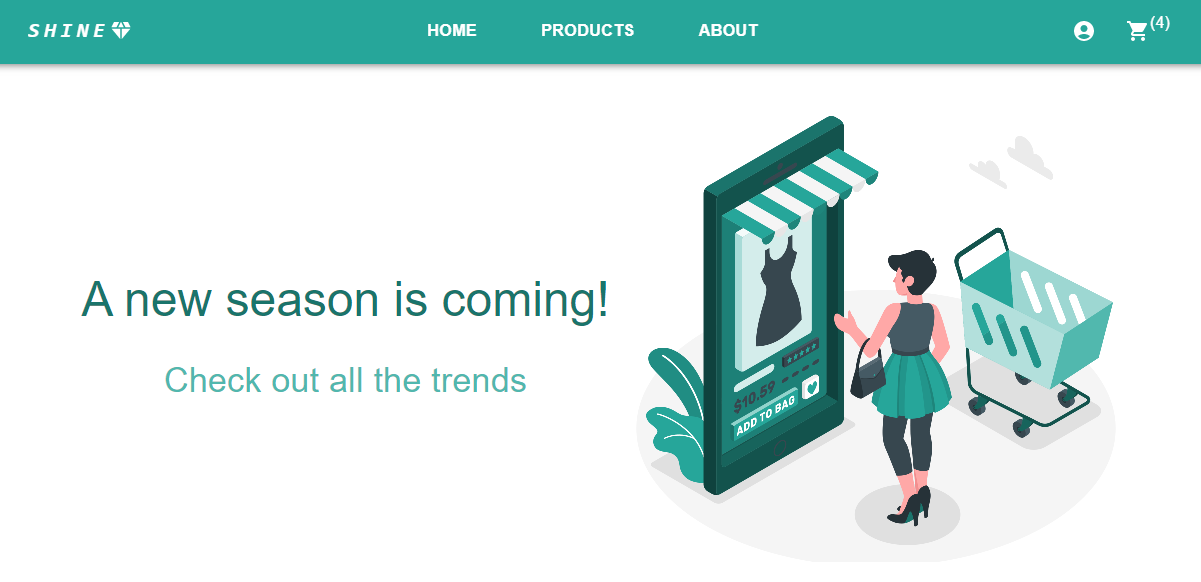 SHINE
HOME
PRODUCTS
ABOUT
(4)
A new season is coming!
Check out all the trends
$10.59
ADD TO BAG